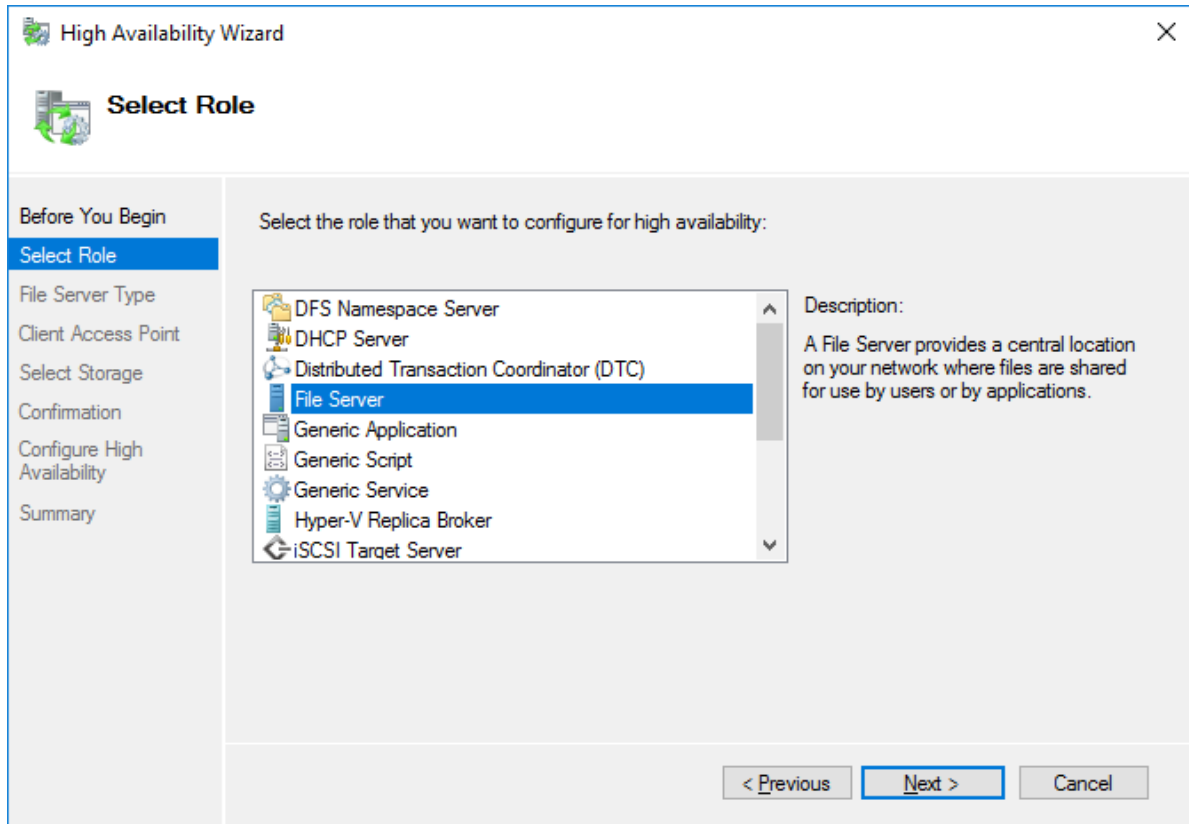 High Availability Wizard
Select Role
Before You Begin
Select Role
File Server Type
Client Access Point
Select Storage
Confirmation
Configure High
Availability
Summary
Select the role that you want to configure for high availability:
DFS Namespace Server
DHCP Server
Distributed Transaction Coordinator (DTC)
File Server
Generic Application
Generic Script
Generic Service
Hyper-V Replica Broker
iSCSI Target Server
Description:
A File Server provides a central location
on your network where files are shared
for use by users or by applications.
< Previous
Next >
Cancel